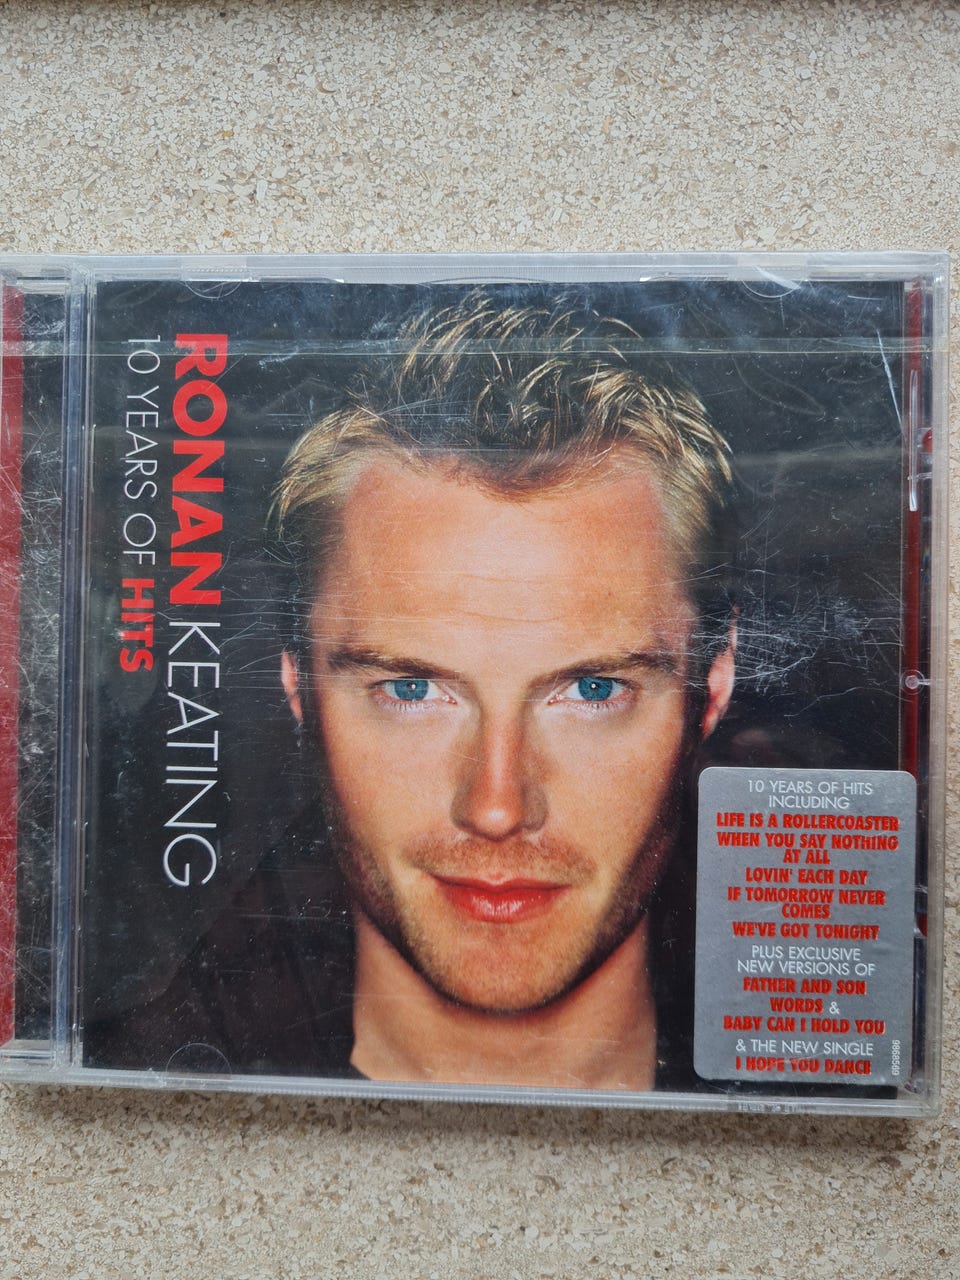 RONAN KEATING
10 YEARS OF HITS
10 YEARS OF HITS
INCLUDING
LIFE IS A ROLLERCOASTER
WHEN YOU SAY NOTHING
AT ALL
LOVIN' EACH DAY
IF TOMORROW NEVER
COMES
WE'VE GOT TONIGHT
PLUS EXCLUSIVE
NEW VERSIONS OF
FATHER AND SON
WORDS &
BABY CAN I HOLD YOU
& THE NEW SINGLE
I HOPE YOU DANCE
9868569